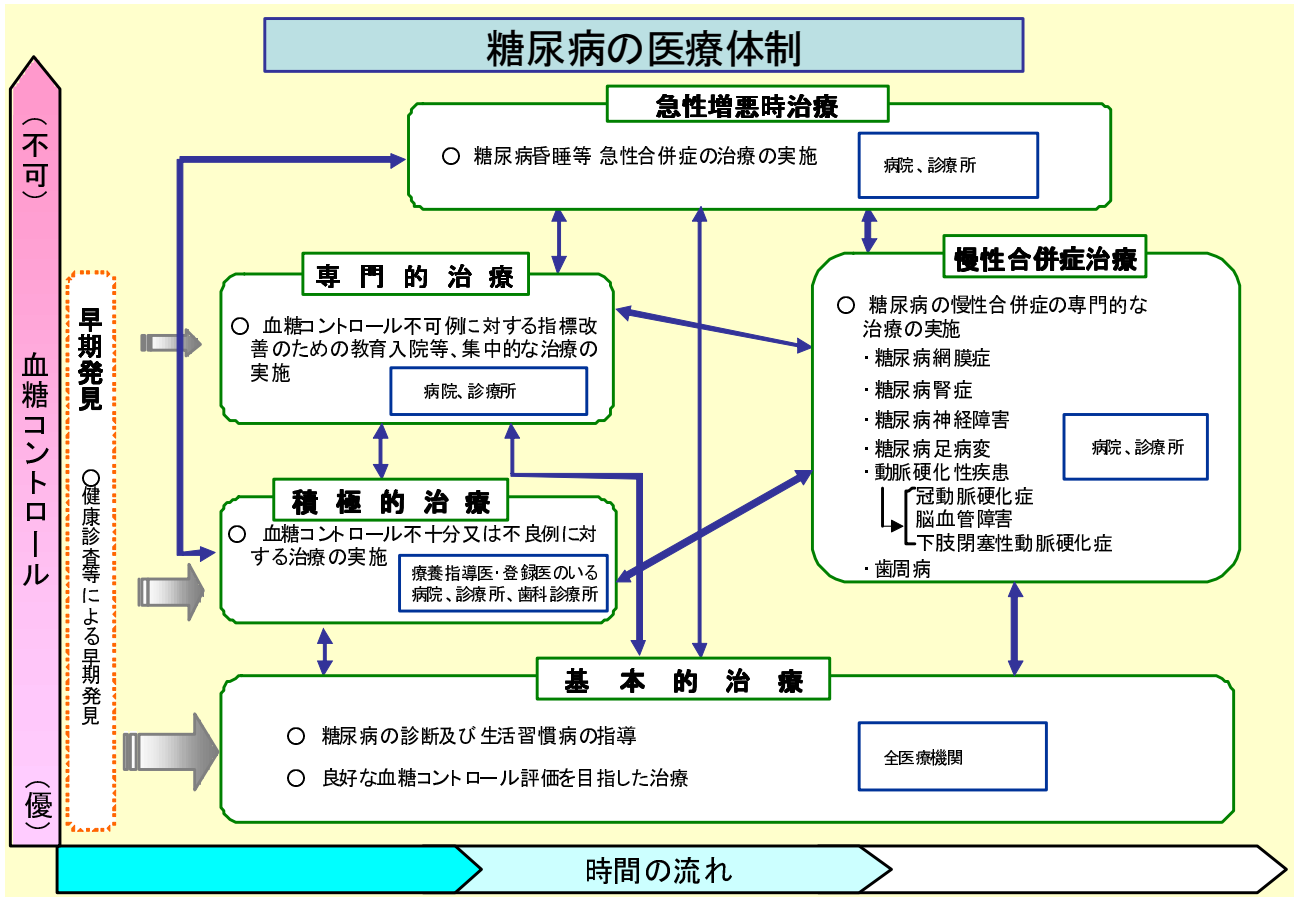 糖尿病の医療体制
(不可)
血糖コントロール
(優)
早期発見
○健康診査等による早期発見
急性増悪時治療
○ 糖尿病昏睡等 急性合併症の治療の実施
病院、診療所
専門的治療
○ 血糖コントロール不可例に対する指標改
善のための教育入院等、集中的な治療の
実施
病院、診療所
積極的治療
○ 血糖コントロール不十分又は不良例に対
する治療の実施
療養指導医・登録医のいる
病院、診療所、歯科診療所
慢性合併症治療
○ 糖尿病の慢性合併症の専門的な
治療の実施
・糖尿病網膜症
・糖尿病腎症
・糖尿病神経障害
・糖尿病足病変
・動脈硬化性疾患
冠動脈硬化症
脳血管障害
下肢閉塞性動脈硬化症
・歯周病
病院、診療所
基本的治療
○ 糖尿病の診断及び生活習慣病の指導
○ 良好な血糖コントロール評価を目指した治療
全医療機関
時間の流れ